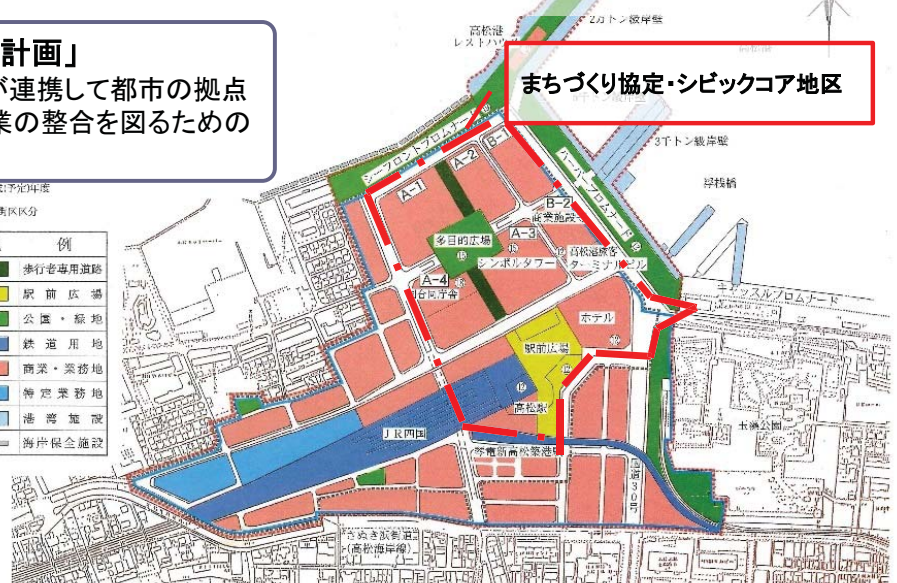 計画」
が連携して都市の拠点
業の整合を図るための
まちづくり協定・シビックコア地区
高松港
レストハウス
2万トン級岸壁
3千トン級岸壁
浮桟橋
シーフロントプロムナード
ハーバープロムナード
キャッスルプロムナード
A-1
A-2
B-1
B-2
商業施設
A-3
多目的広場
シンボルタワー
高松港旅客
ターミナルビル
A-4
合同庁舎
ホテル
駅前広場
高松駅
JR四国
琴電新高松築港駅
国道30号
玉藻公園
さぬき浜街道
(高松海岸線)
街区区分
例
歩行者専用道路
駅前広場
公園・緑地
鉄道用地
商業・業務地
特定業務地
港湾施設
海岸保全施設